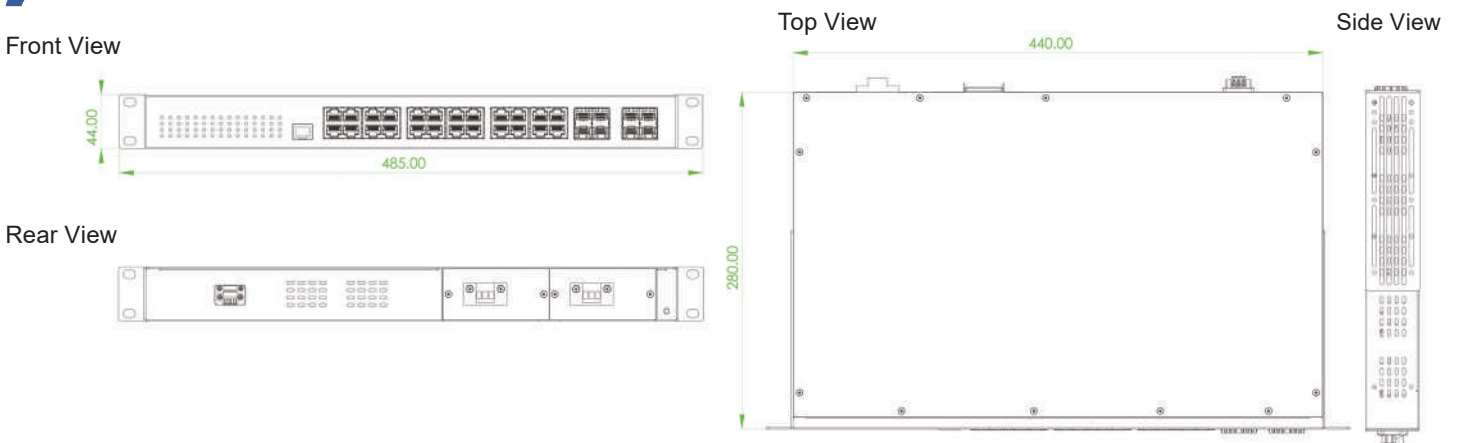 Front View
44.00
485.00
Rear View
Top View
440.00
280.00
Side View